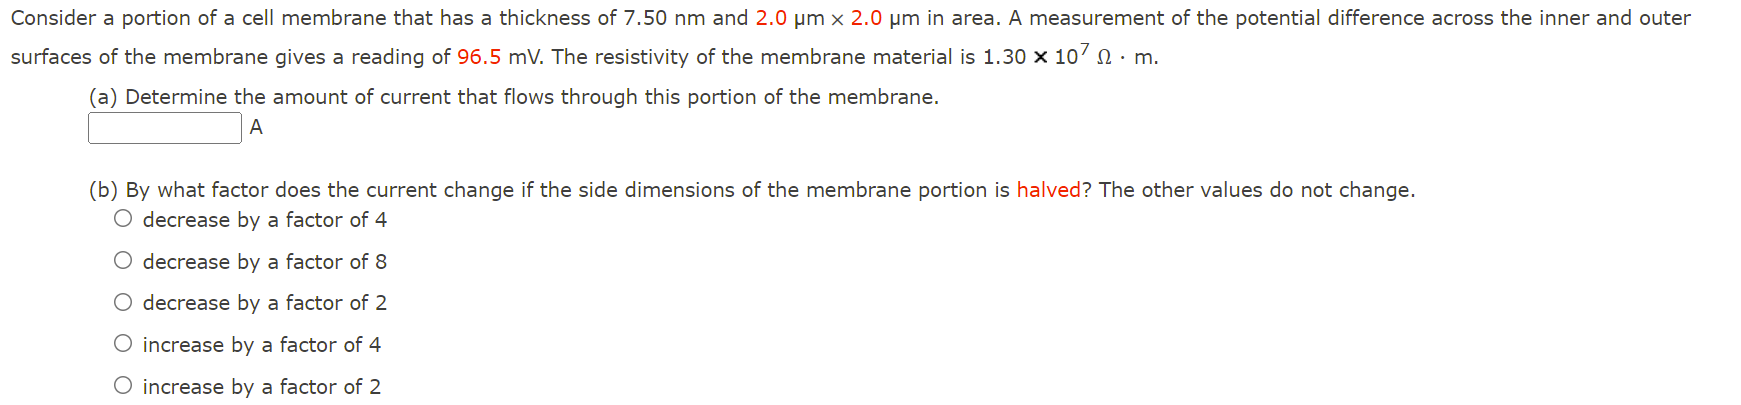 Consider a portion of a cell membrane that has a thickness of 7.50 nm and 2.0 µm × 2.0 µm in area. A measurement of the potential difference across the inner and outer
surfaces of the membrane gives a reading of 96.5 mV. The resistivity of the membrane material is 1.30 × 10⁷ Ω · m.
(a) Determine the amount of current that flows through this portion of the membrane.
A
(b) By what factor does the current change if the side dimensions of the membrane portion is halved? The other values do not change.
decrease by a factor of 4
decrease by a factor of 8
decrease by a factor of 2
increase by a factor of 4
increase by a factor of 2